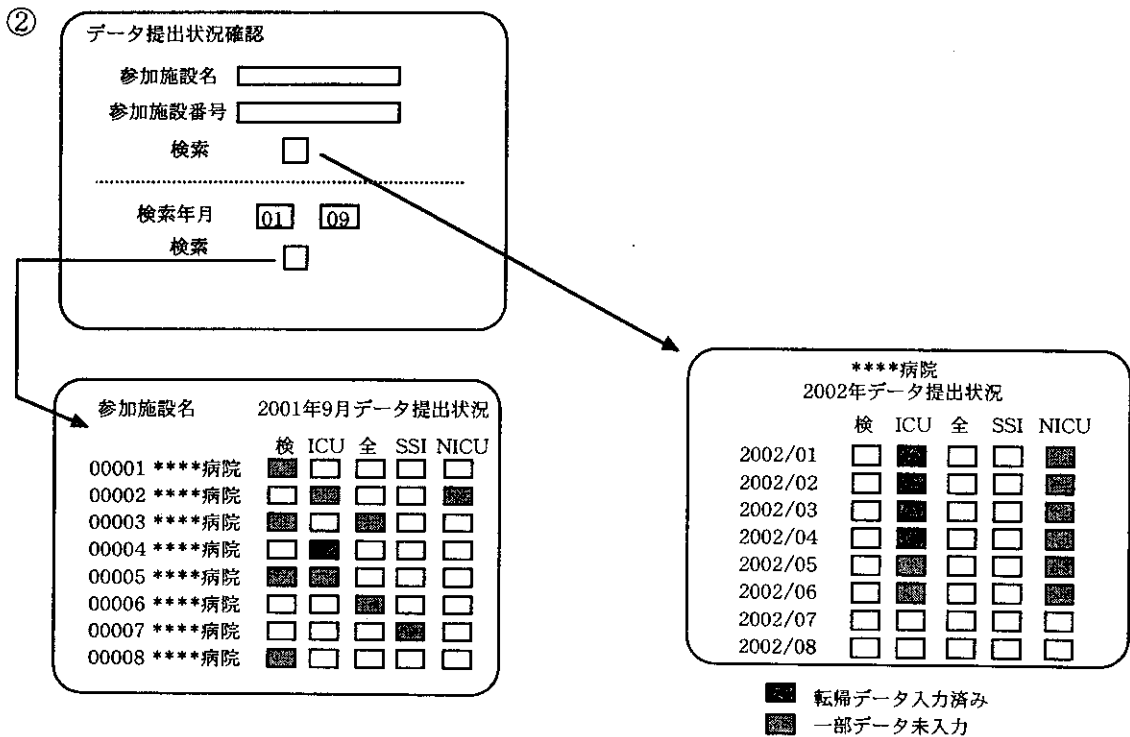 ②
データ提出状況確認
参加施設名
参加施設番号
検索
検索年月 01 09
検索
参加施設名 2001年9月データ提出状況
検 ICU 全 SSI NICU
00001 ****病院
00002 ****病院
00003 ****病院
00004 ****病院
00005 ****病院
00006 ****病院
00007 ****病院
00008 ****病院
****病院
2002年データ提出状況
検 ICU 全 SSI NICU
2002/01
2002/02
2002/03
2002/04
2002/05
2002/06
2002/07
2002/08
転帰データ入力済み
一部データ未入力